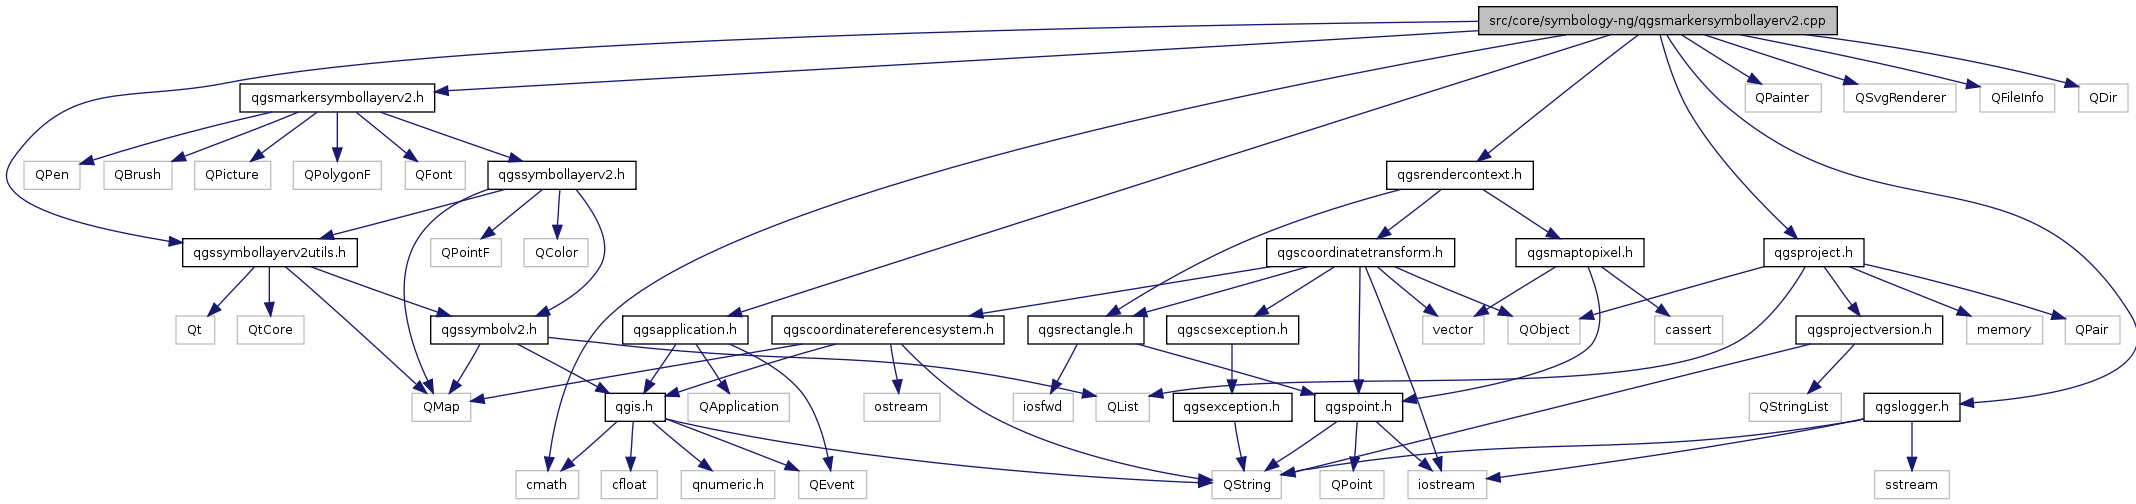 src/core/symbology-ng/qgsmarkersymbollayerv2.cpp
qgsmarkersymbollayerv2.h
QPainter
QSvgRenderer
QFileInfo
QDir
QPen
QBrush
QPicture
QPolygonF
QFont
qgssymbollayerv2.h
qgsrendercontext.h
qgssymbollayerv2utils.h
QPointF
QColor
qgscoordinatetransform.h
qgsmaptopixel.h
qgsproject.h
Qt
QtCore
qgssymbolv2.h
qgsapplication.h
qgscoordinatereferencesystem.h
qgsrectangle.h
qgscsexception.h
vector
QObject
cassert
qgsprojectversion.h
memory
QPair
QMap
qgis.h
QApplication
ostream
iosfwd
QList
qgsexception.h
qgspoint.h
QStringList
qgslogger.h
cmath
cfloat
qnumeric.h
QEvent
QString
QPoint
iostream
sstream